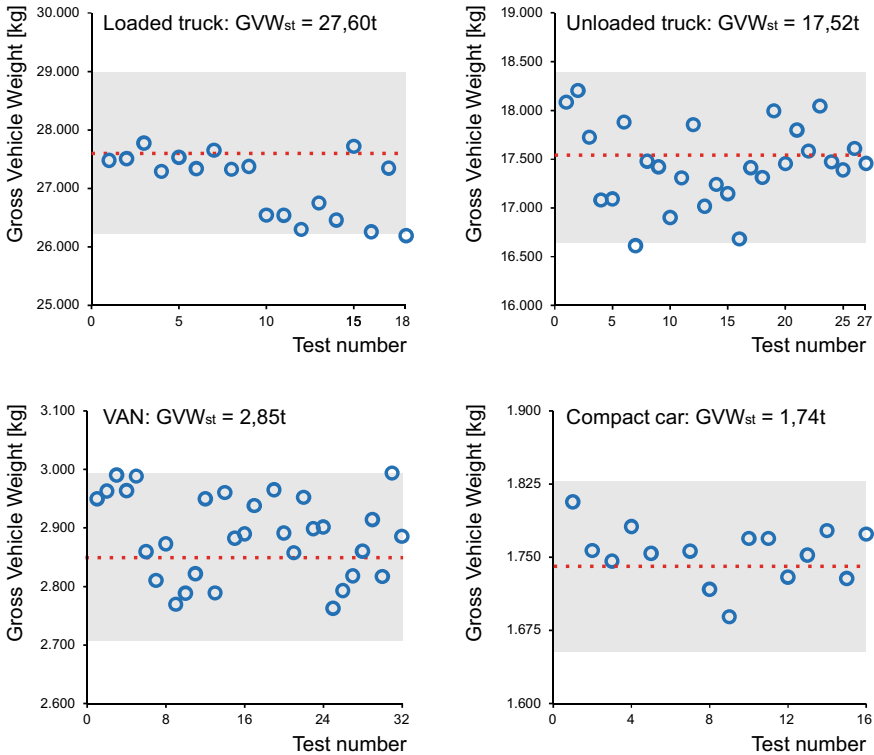 Loaded truck: GVWst = 27,60t
Gross Vehicle Weight [kg]
30.000
29.000
28.000
27.000
26.000
25.000
0 5 10 15 18
Test number
Unloaded truck: GVWst = 17,52t
Gross Vehicle Weight [kg]
19.000
18.500
18.000
17.500
17.000
16.500
16.000
0 5 10 15 20 25 27
Test number
VAN: GVWst = 2,85t
Gross Vehicle Weight [kg]
3.100
3.000
2.900
2.800
2.700
2.600
0 8 16 24 32
Test number
Compact car: GVWst = 1,74t
Gross Vehicle Weight [kg]
1.900
1.825
1.750
1.675
1.600
0 4 8 12 16
Test number